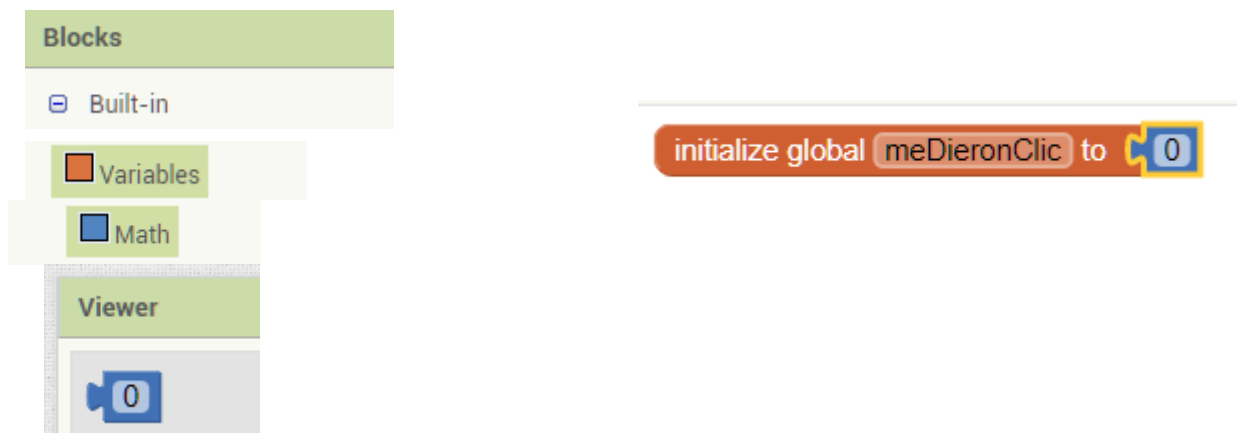 Blocks
Built-in
Variables
Math
Viewer
0
initialize global meDieronClic to 0